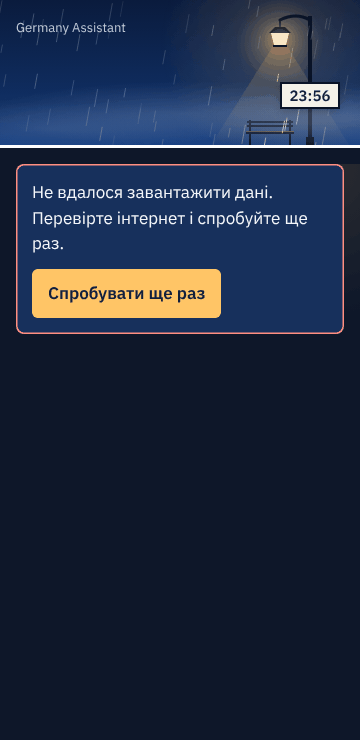 Germany Assistant
23:56
Не вдалося завантажити дані.
Перевірте інтернет і спробуйте ще
раз.
Спробувати ще раз